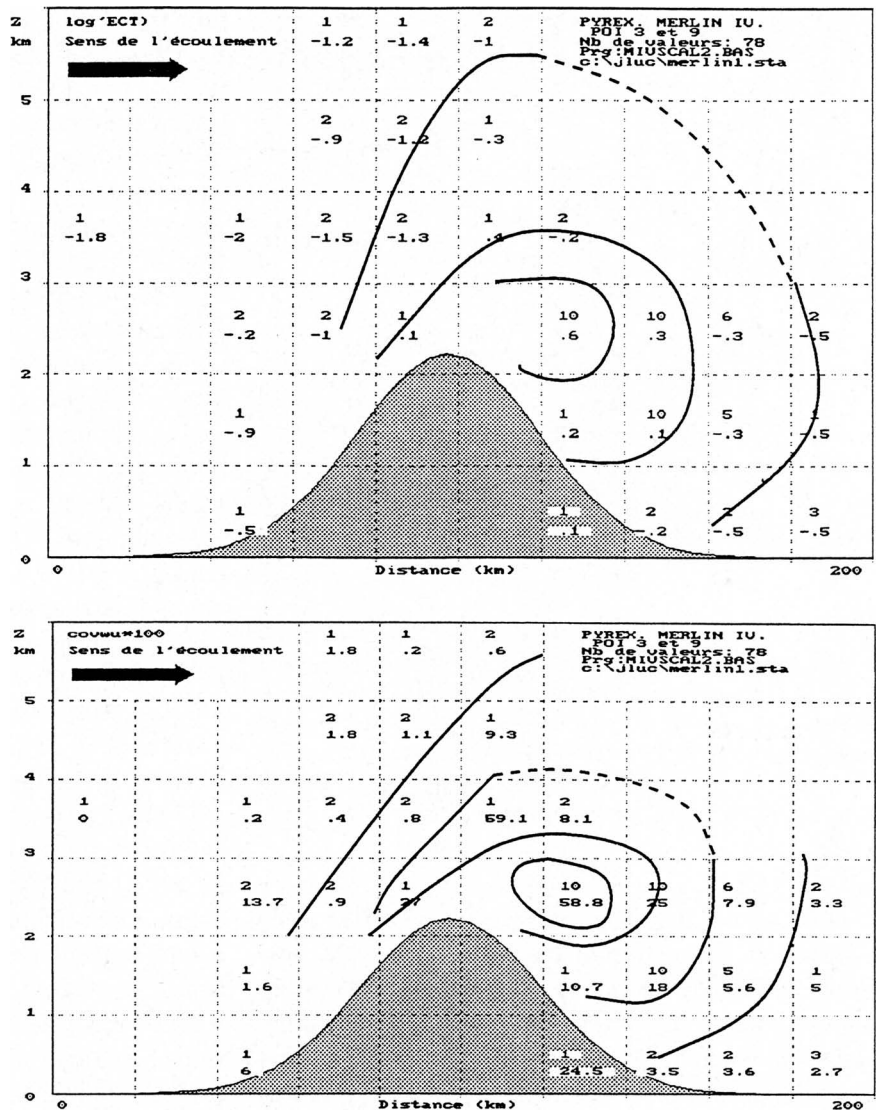 Z log'ECT) 1 1 2 PYREX. MERLIN IV.
km Sens de l'écoulement -1.2 -1.4 -1 POI 3 et 9
Nb de valeurs: 78
Prg:MIVSCAL2.BAS
c:\jluc\merlin1.sta
5
2 2 1
-.9 -1.2 -.3
4
1 1 2 2 1 2
-1.8 -2 -1.5 -1.3 .4 -.2
3
2 2 1 10 10 6 2
-.2 -1 .1 .6 .3 -.3 -.5
2
1 1 10 5 1
-.9 .2 .1 -.3 -.5
1
1 1 2 2 3
-.5 .1 -.2 -.5 -.5
0
0 Distance (km) 200
Z covwu*100 1 1 2 PYREX. MERLIN IV.
km Sens de l'écoulement 1.8 .2 .6 POI 3 et 9
Nb de valeurs: 78
Prg:MIVSCAL2.BAS
c:\jluc\merlin1.sta
5
2 2 1
1.8 1.1 9.3
4
1 1 2 2 1 2
0 .2 .4 .8 59.1 8.1
3
2 2 1 10 10 6 2
13.7 .9 27 58.8 25 7.9 3.3
2
1 1 10 5 1
1.6 10.7 18 5.6 5
1
1 1 2 2 3
6 24.5 3.5 3.6 2.7
0
0 Distance (km) 200